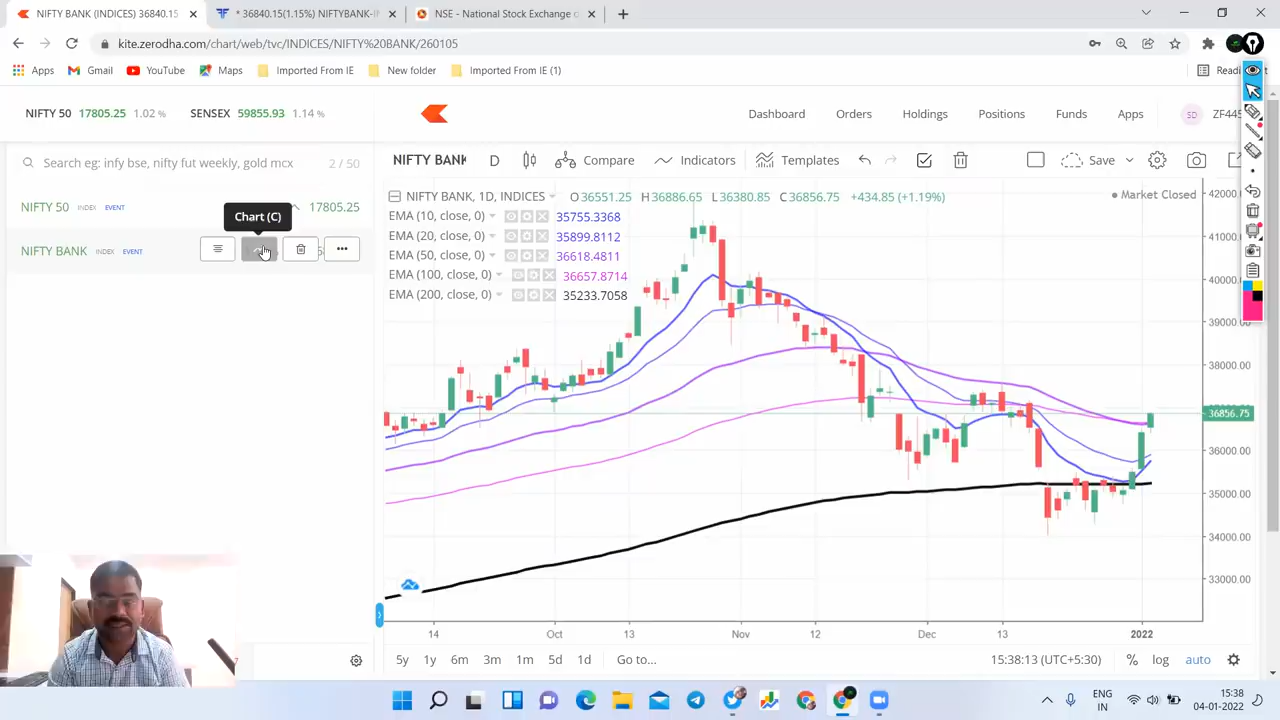 NIFTY BANK (INDICES) 36840.15
* 36840.15(1.15%) NIFTYBANK-IN
NSE - National Stock Exchange o
kite.zerodha.com/chart/web/tvc/INDICES/NIFTY%20BANK/260105
Apps Gmail YouTube Maps Imported From IE New folder Imported From IE (1)
NIFTY 50 17805.25 1.02 % SENSEX 59855.93 1.14 %
Dashboard Orders Holdings Positions Funds Apps SD
Search eg: infy bse, nifty fut weekly, gold mcx 2 / 50
NIFTY BANK D Compare Indicators Templates Save
NIFTY 50 INDEX EVENT 17805.25
Chart (C)
NIFTY BANK INDEX EVENT
NIFTY BANK, 1D, INDICES O36551.25 H36886.65 L36380.85 C36856.75 +434.85 (+1.19%)
Market Closed
EMA (10, close, 0) 35755.3368
EMA (20, close, 0) 35899.8112
EMA (50, close, 0) 36618.4811
EMA (100, close, 0) 36657.8714
EMA (200, close, 0) 35233.7058
42000.00
41000.00
40000.00
39000.00
38000.00
36856.75
36000.00
35000.00
34000.00
33000.00
14 Oct 13 Nov 12 Dec 13 2022
5y 1y 6m 3m 1m 5d 1d Go to... 15:38:13 (UTC+5:30) % log auto
ENG
IN
15:38
04-01-2022